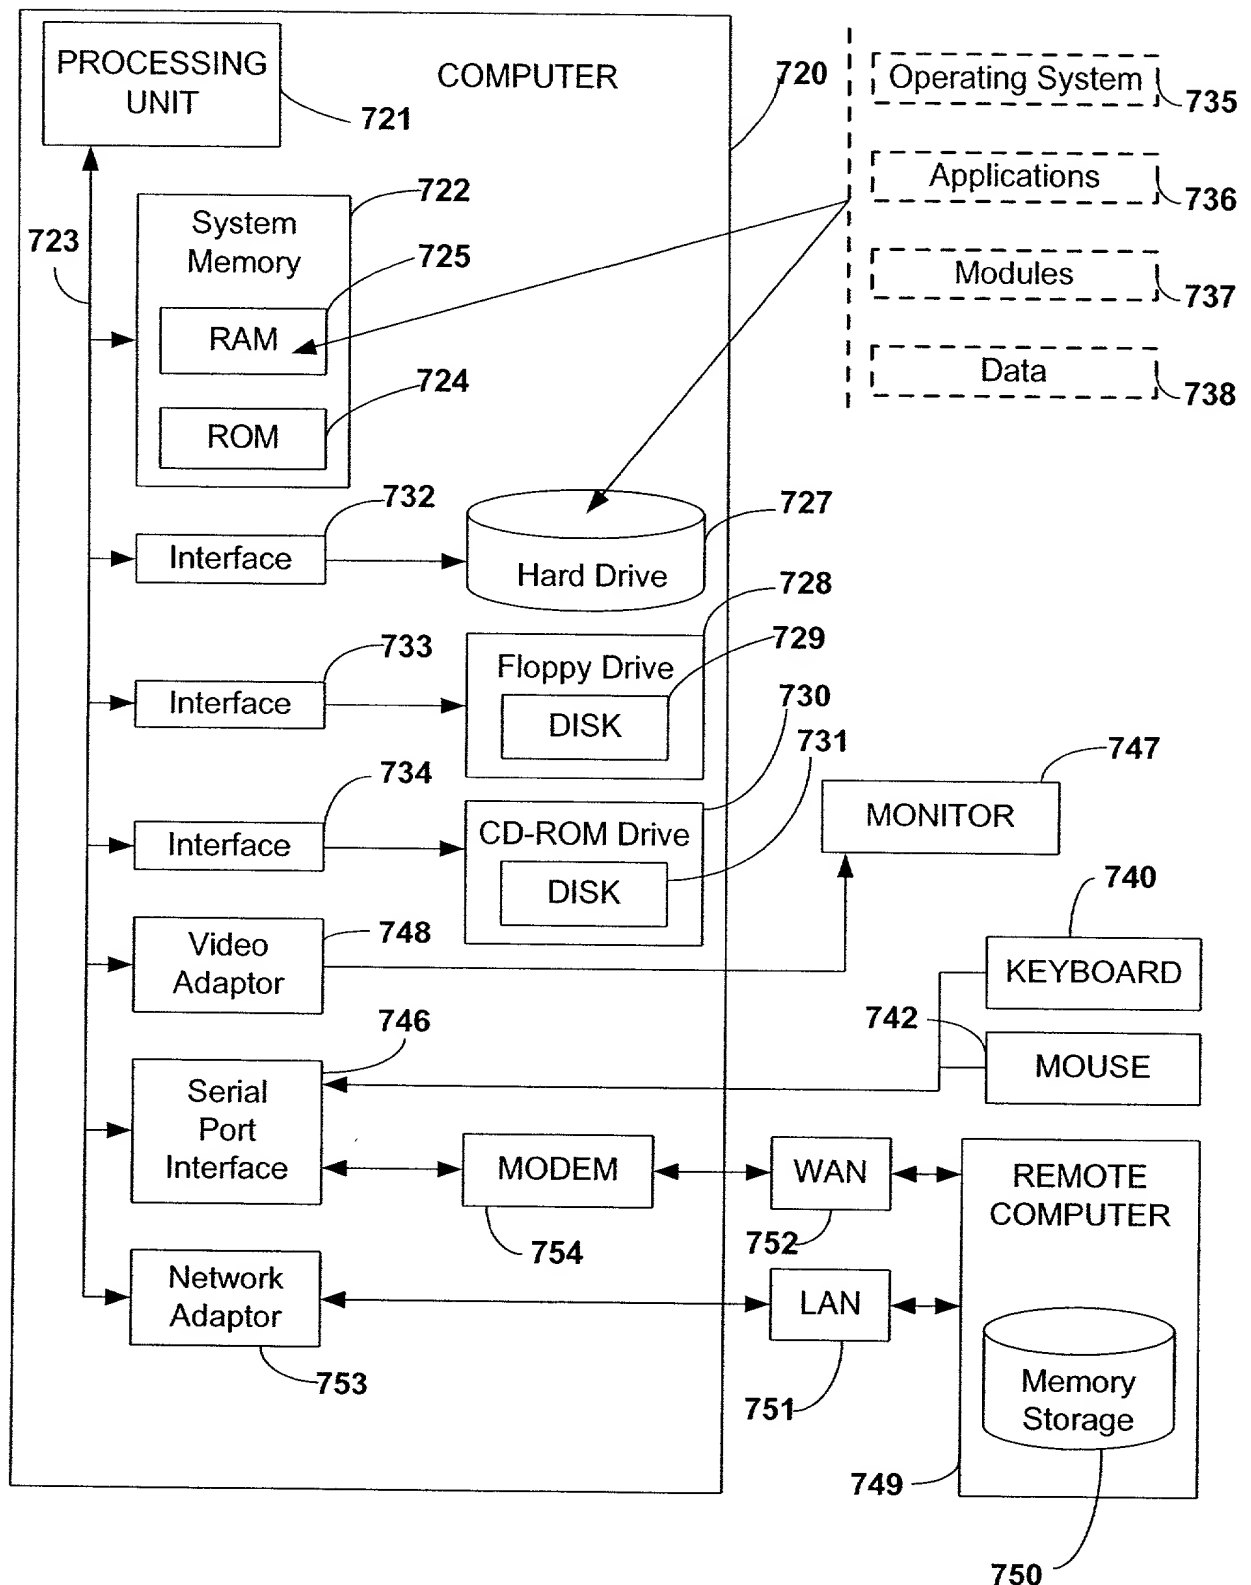 PROCESSING
UNIT
721
COMPUTER
720
Operating System
735
Applications
736
Modules
737
Data
738
723
System
Memory
722
RAM
725
ROM
724
Interface
732
Hard Drive
727
Interface
733
Floppy Drive
728
DISK
729
Interface
734
CD-ROM Drive
730
DISK
731
MONITOR
747
Video
Adaptor
748
KEYBOARD
740
MOUSE
742
Serial
Port
Interface
746
MODEM
754
WAN
752
REMOTE
COMPUTER
749
Network
Adaptor
753
LAN
751
Memory
Storage
750